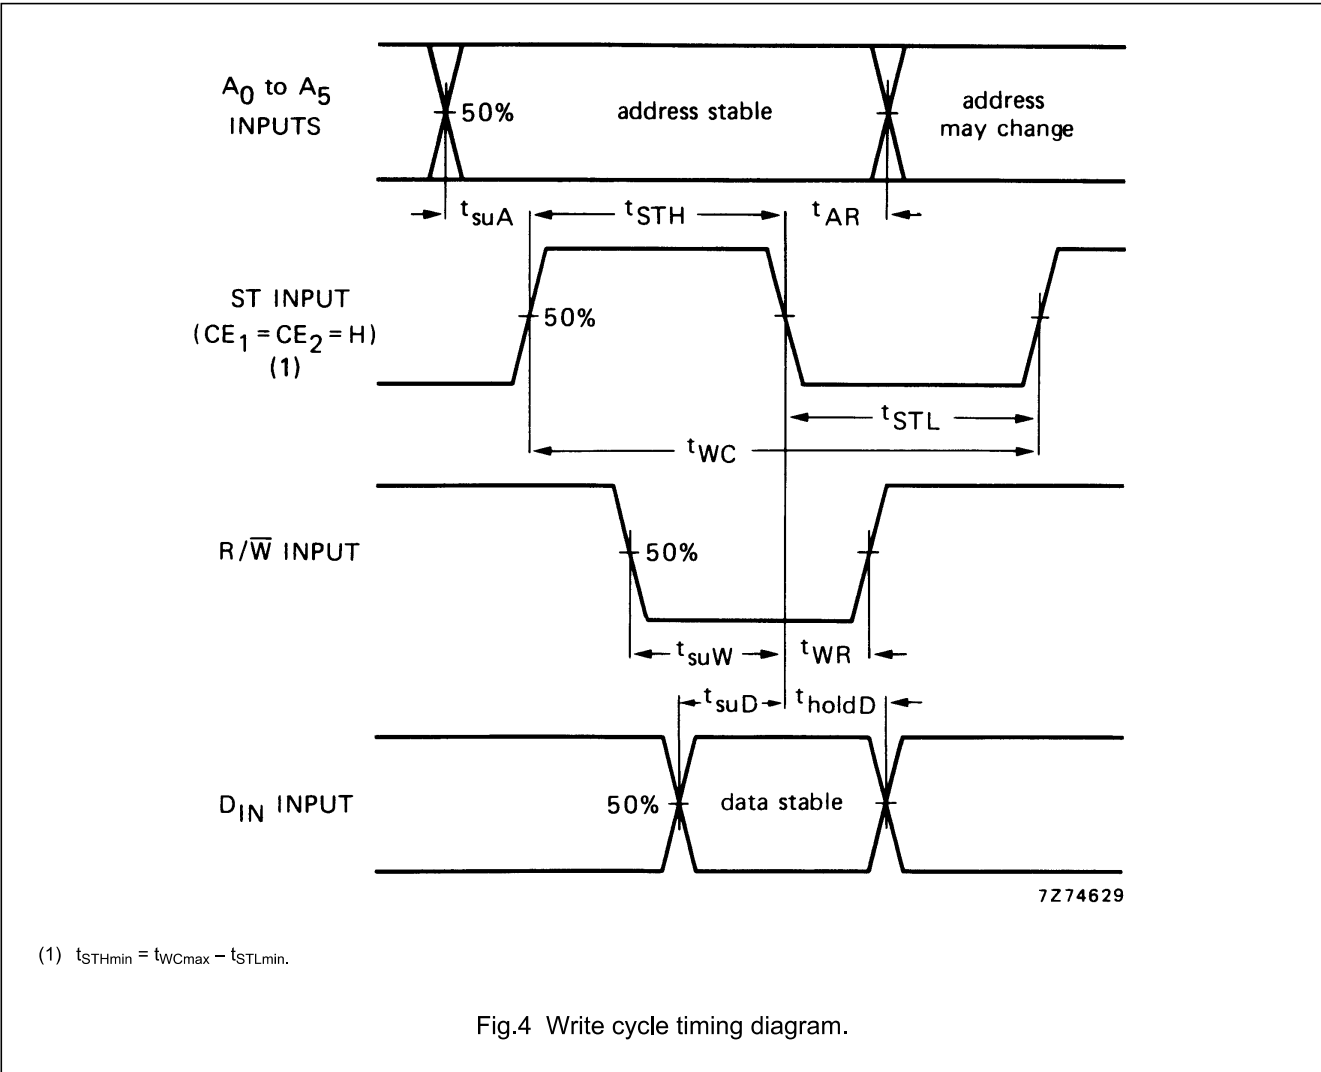 A0 to A5
INPUTS
50%
address stable
address
may change
tsuA
tSTH
tAR
ST INPUT
(CE1 = CE2 = H)
(1)
50%
tSTL
tWC
R/W̅ INPUT
50%
tsuW
tWR
tsuD
tholdD
DIN INPUT
50%
data stable
7Z74629
(1) tSTHmin = tWCmax – tSTLmin.
Fig.4 Write cycle timing diagram.